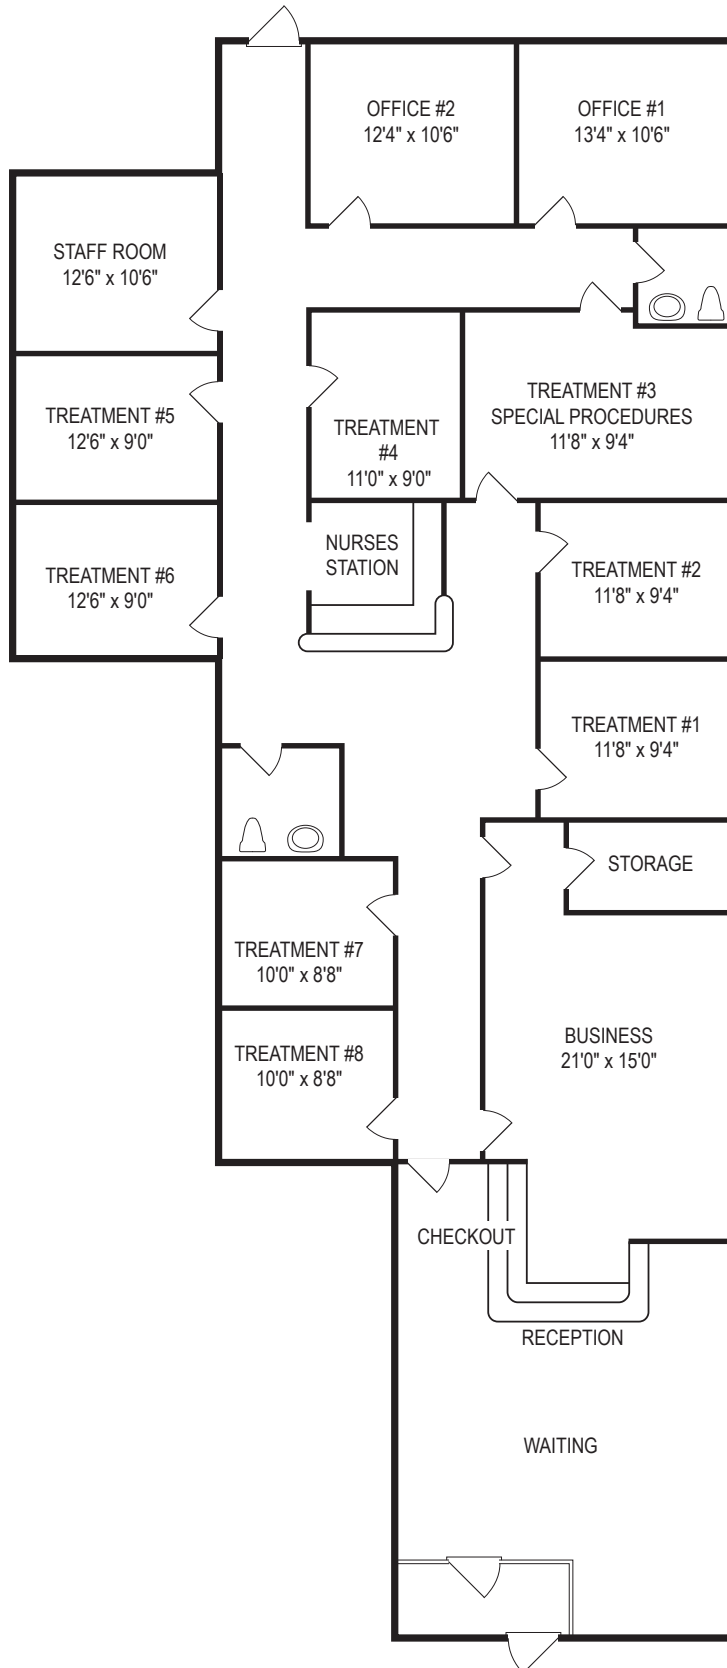 OFFICE #2
12'4" x 10'6"
OFFICE #1
13'4" x 10'6"
STAFF ROOM
12'6" x 10'6"
TREATMENT #5
12'6" x 9'0"
TREATMENT
#4
11'0" x 9'0"
TREATMENT #3
SPECIAL PROCEDURES
11'8" x 9'4"
NURSES
STATION
TREATMENT #6
12'6" x 9'0"
TREATMENT #2
11'8" x 9'4"
TREATMENT #1
11'8" x 9'4"
STORAGE
TREATMENT #7
10'0" x 8'8"
TREATMENT #8
10'0" x 8'8"
BUSINESS
21'0" x 15'0"
CHECKOUT
RECEPTION
WAITING